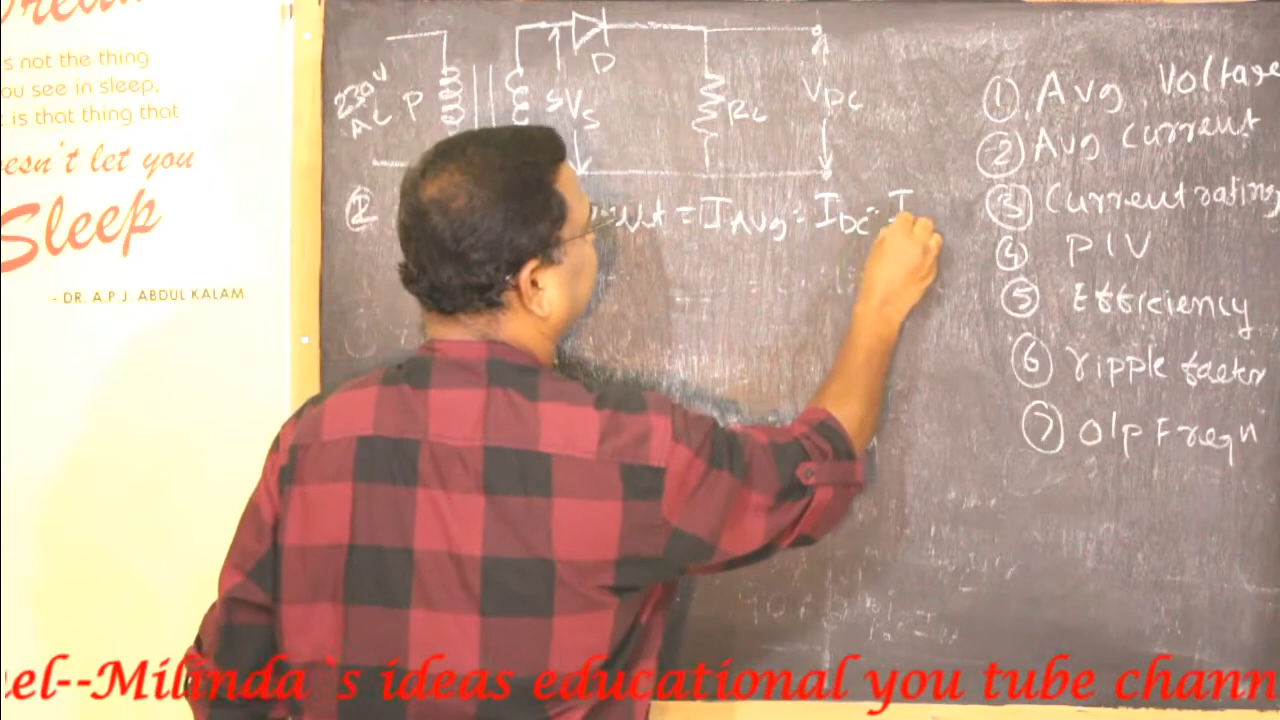 s not the thing
ou see in sleep,
t is that thing that
esn't let you
Sleep
- DR. A.P.J. ABDUL KALAM
230V
AC
P
S
Vs
D
RL
VDC
② = IAvg = IDC = I
① Avg Voltage
② Avg Current
③ Current rating
④ PIV
⑤ Efficiency
⑥ ripple factor
⑦ O/p Freqn
el--Milinda`s ideas educational you tube chann